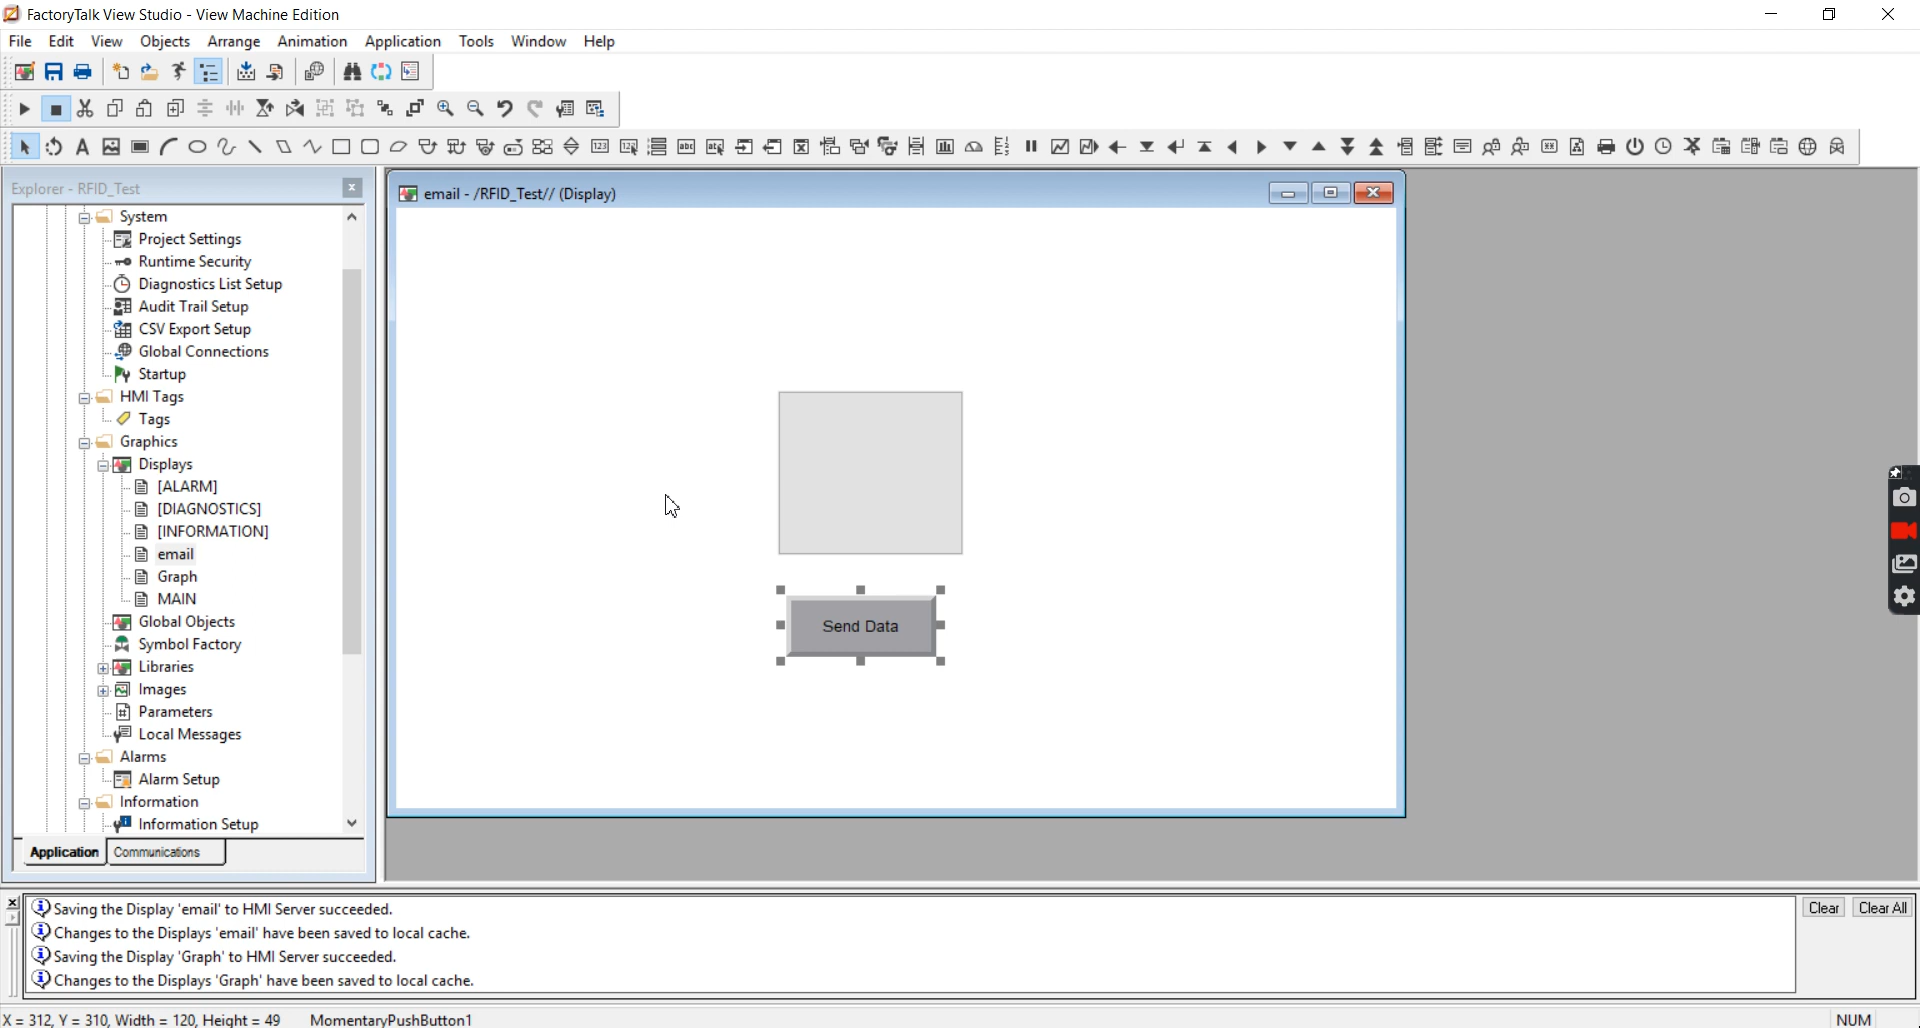 FactoryTalk View Studio - View Machine Edition
File Edit View Objects Arrange Animation Application Tools Window Help
Explorer - RFID_Test
System
Project Settings
Runtime Security
Diagnostics List Setup
Audit Trail Setup
CSV Export Setup
Global Connections
Startup
HMI Tags
Tags
Graphics
Displays
[ALARM]
[DIAGNOSTICS]
[INFORMATION]
email
Graph
MAIN
Global Objects
Symbol Factory
Libraries
Images
Parameters
Local Messages
Alarms
Alarm Setup
Information
Information Setup
Application Communications
email - /RFID_Test// (Display)
Send Data
Saving the Display 'email' to HMI Server succeeded.
Changes to the Displays 'email' have been saved to local cache.
Saving the Display 'Graph' to HMI Server succeeded.
Changes to the Displays 'Graph' have been saved to local cache.
Clear Clear All
X = 312, Y = 310, Width = 120, Height = 49 MomentaryPushButton1 NUM